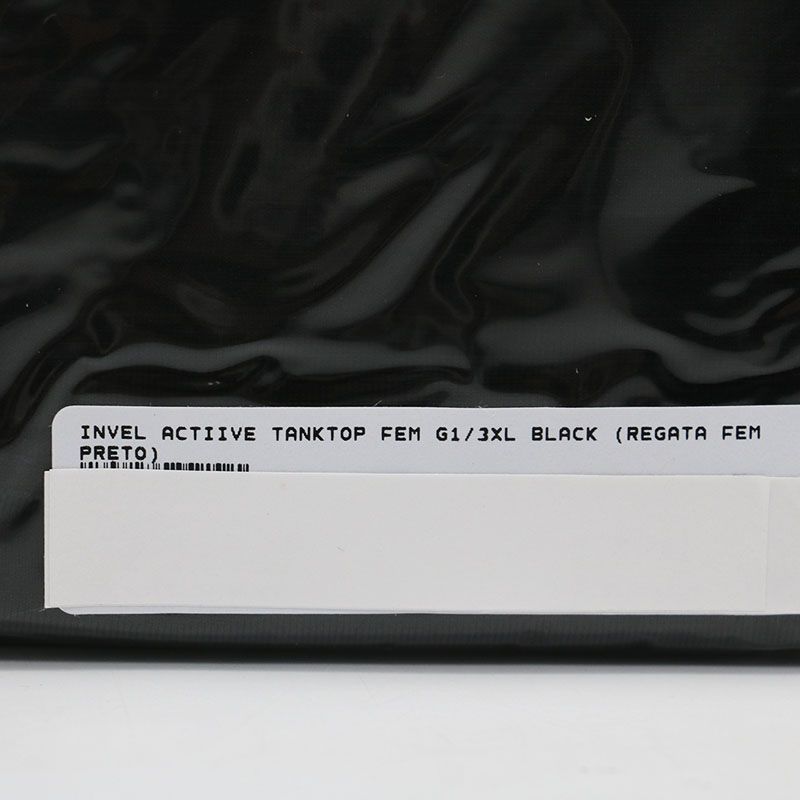 INVEL ACTIIVE TANKTOP FEM G1/3XL BLACK (REGATA FEM
PRETO)